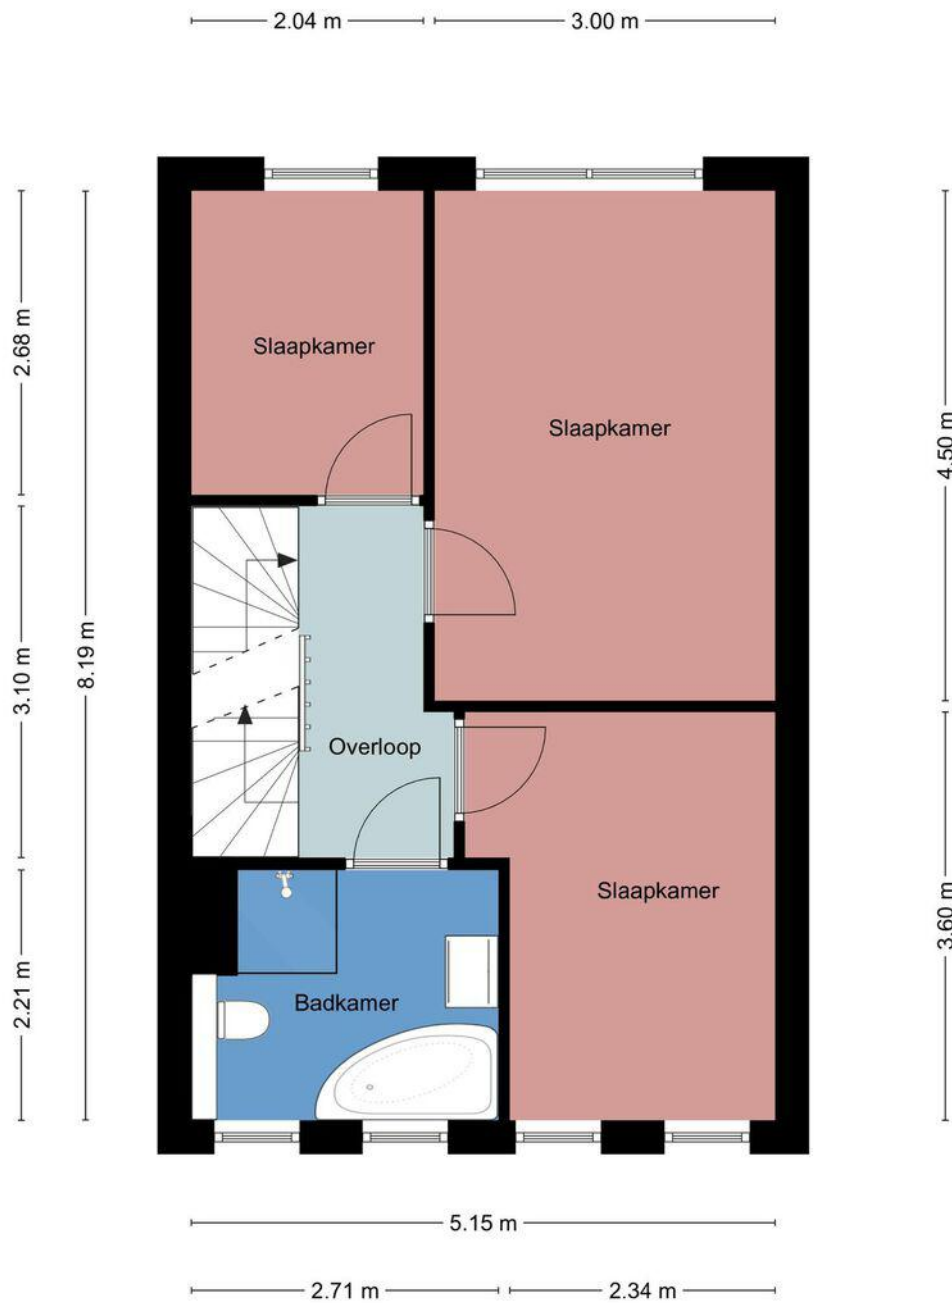 2.04 m
3.00 m
2.68 m
8.19 m
4.50 m
Slaapkamer
Slaapkamer
3.10 m
Overloop
Slaapkamer
3.60 m
2.21 m
Badkamer
5.15 m
2.71 m
2.34 m